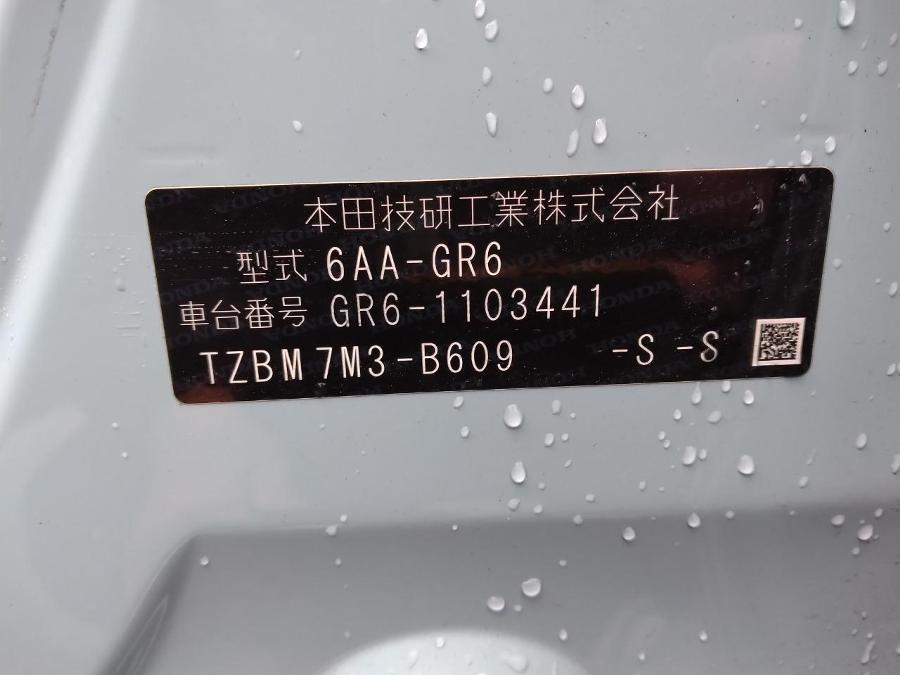 本田技研工業株式会社
型式 6AA-GR6
車台番号 GR6-1103441
TZBM7M3-B609 -S -S